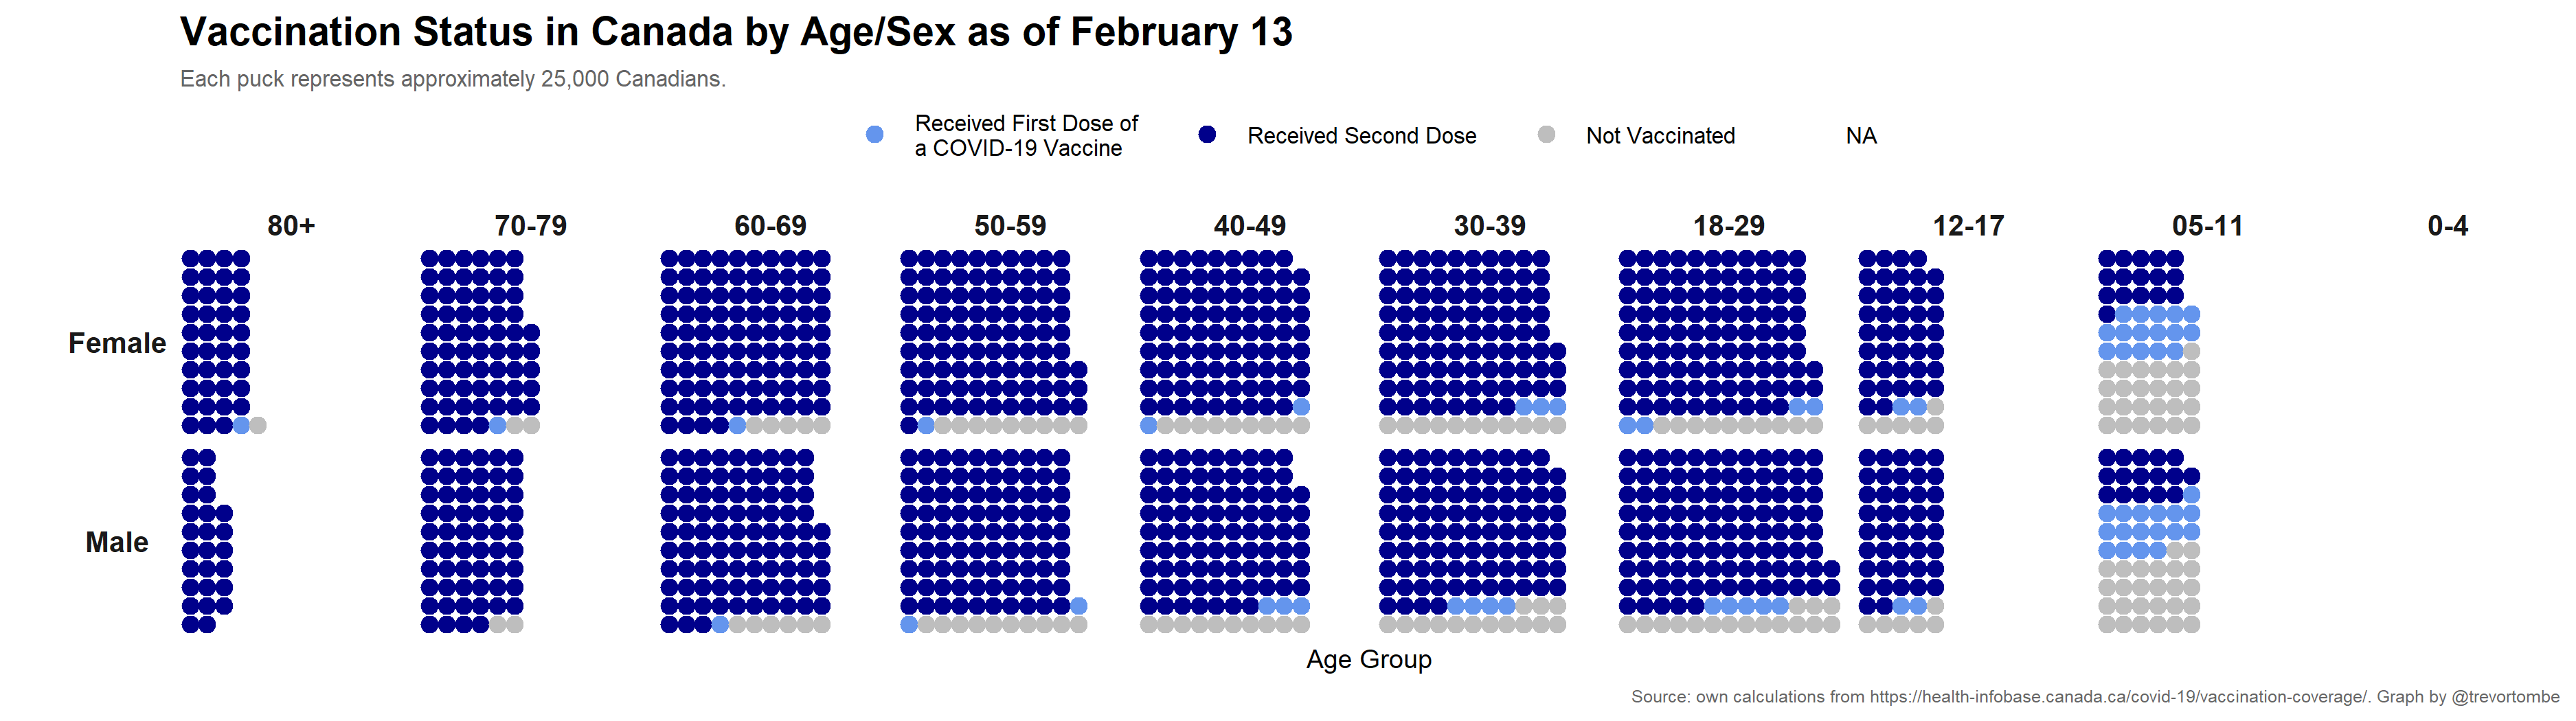 Vaccination Status in Canada by Age/Sex as of February 13
Each puck represents approximately 25,000 Canadians.
Received First Dose of
a COVID-19 Vaccine
Received Second Dose
Not Vaccinated
NA
80+
70-79
60-69
50-59
40-49
30-39
18-29
12-17
05-11
0-4
Female
Male
Age Group
Source: own calculations from https://health-infobase.canada.ca/covid-19/vaccination-coverage/. Graph by @trevortombe